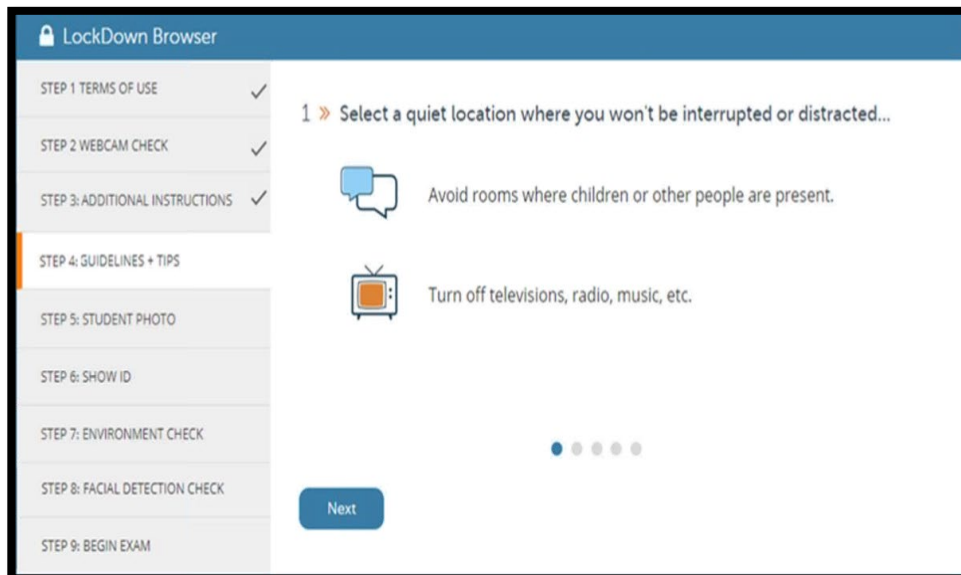 LockDown Browser
STEP 1 TERMS OF USE
STEP 2 WEBCAM CHECK
STEP 3: ADDITIONAL INSTRUCTIONS
STEP 4: GUIDELINES + TIPS
STEP 5: STUDENT PHOTO
STEP 6: SHOW ID
STEP 7: ENVIRONMENT CHECK
STEP 8: FACIAL DETECTION CHECK
STEP 9: BEGIN EXAM
1 » Select a quiet location where you won't be interrupted or distracted...
Avoid rooms where children or other people are present.
Turn off televisions, radio, music, etc.
Next